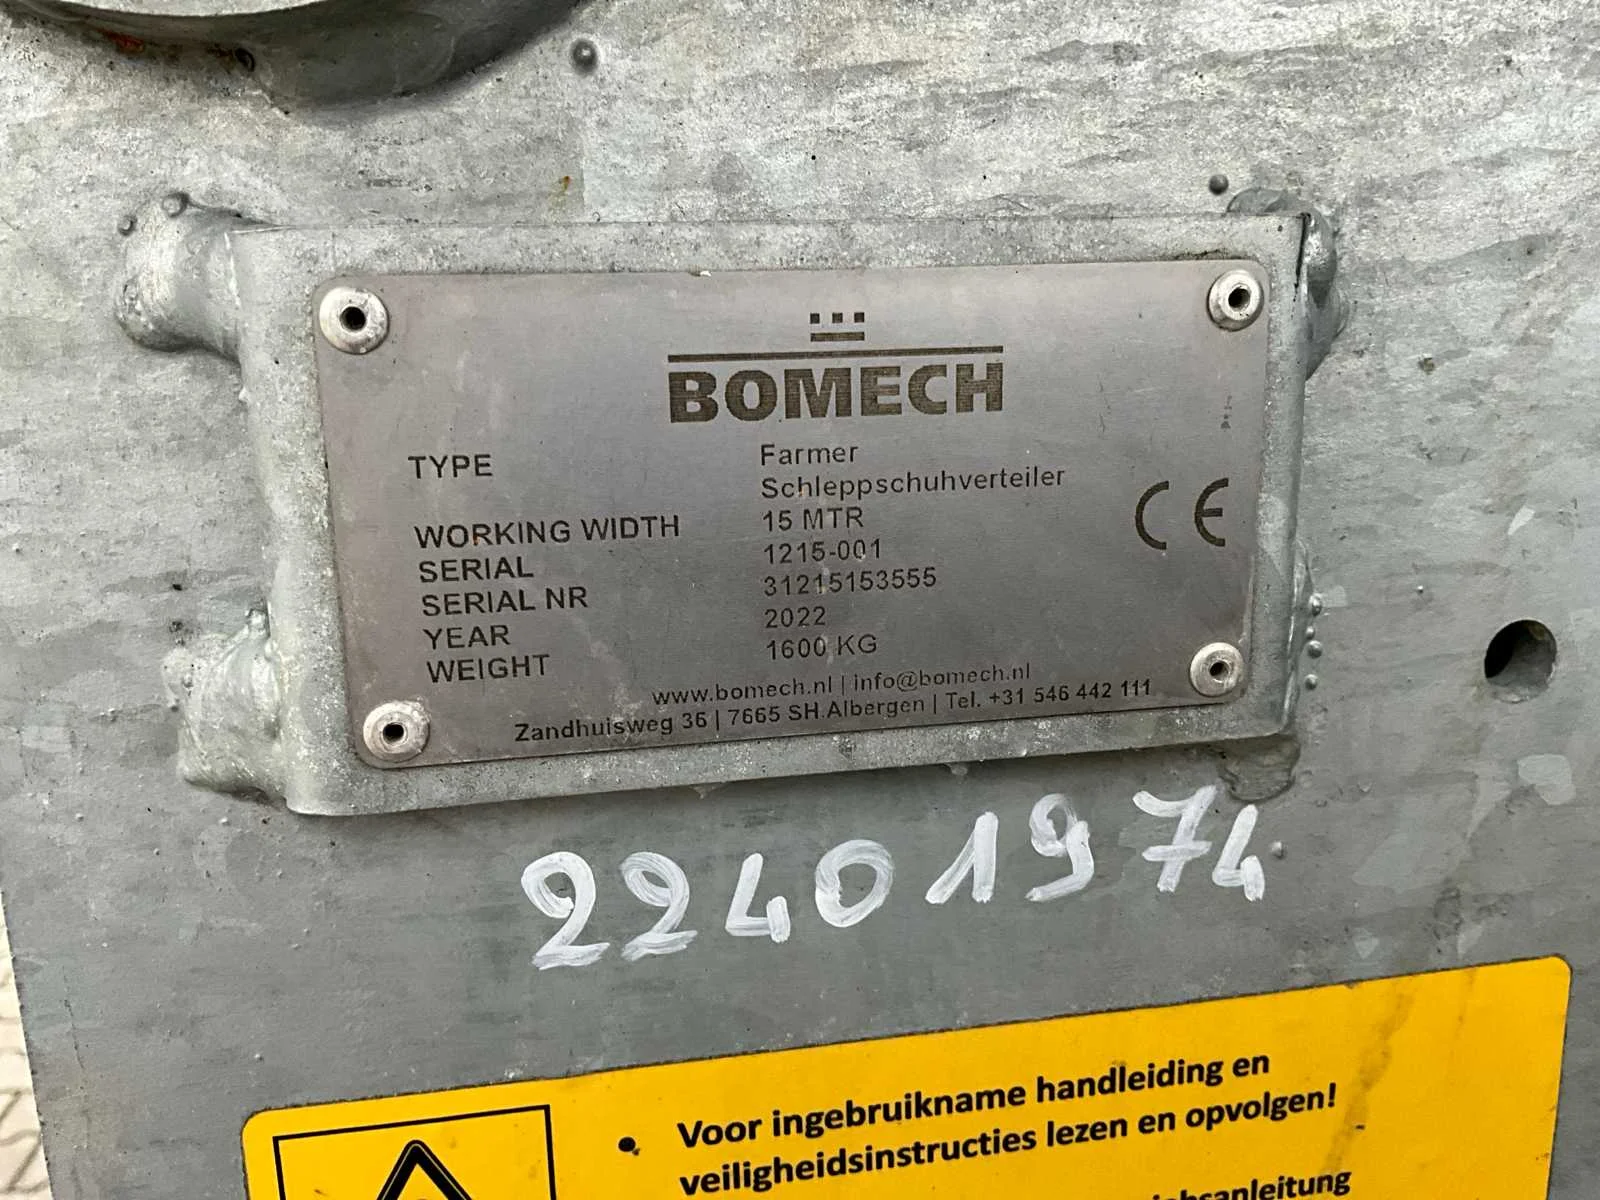 BOMECH
TYPE Farmer
Schleppschuhverteiler
WORKING WIDTH 15 MTR
SERIAL 1215-001
SERIAL NR 31215153555
YEAR 2022
WEIGHT 1600 KG
CE
www.bomech.nl | info@bomech.nl
Zandhuisweg 36 | 7665 SH.Albergen | Tel. +31 546 442 111
22401974
• Voor ingebruikname handleiding en
veiligheidsinstructies lezen en opvolgen!